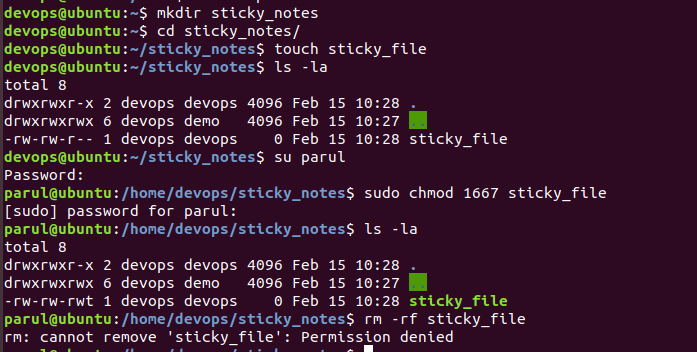 devops@ubuntu:~$ mkdir sticky_notes
devops@ubuntu:~$ cd sticky_notes/
devops@ubuntu:~/sticky_notes$ touch sticky_file
devops@ubuntu:~/sticky_notes$ ls -la
total 8
drwxrwxr-x 2 devops devops 4096 Feb 15 10:28 .
drwxrwxrwx 6 devops demo   4096 Feb 15 10:27 ..
-rw-rw-r-- 1 devops devops    0 Feb 15 10:28 sticky_file
devops@ubuntu:~/sticky_notes$ su parul
Password:
parul@ubuntu:/home/devops/sticky_notes$ sudo chmod 1667 sticky_file
[sudo] password for parul:
parul@ubuntu:/home/devops/sticky_notes$ ls -la
total 8
drwxrwxr-x 2 devops devops 4096 Feb 15 10:28 .
drwxrwxrwx 6 devops demo   4096 Feb 15 10:27 ..
-rw-rw-rwt 1 devops devops    0 Feb 15 10:28 sticky_file
parul@ubuntu:/home/devops/sticky_notes$ rm -rf sticky_file
rm: cannot remove 'sticky_file': Permission denied